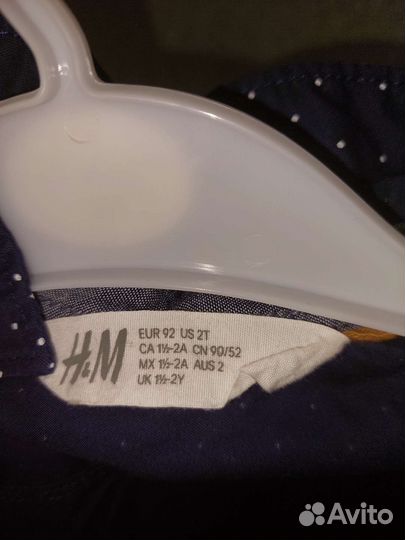 H&M
EUR 92 US 2T
CA 1½-2A CN 90/52
MX 1½-2A AUS 2
UK 1½-2Y
Avito